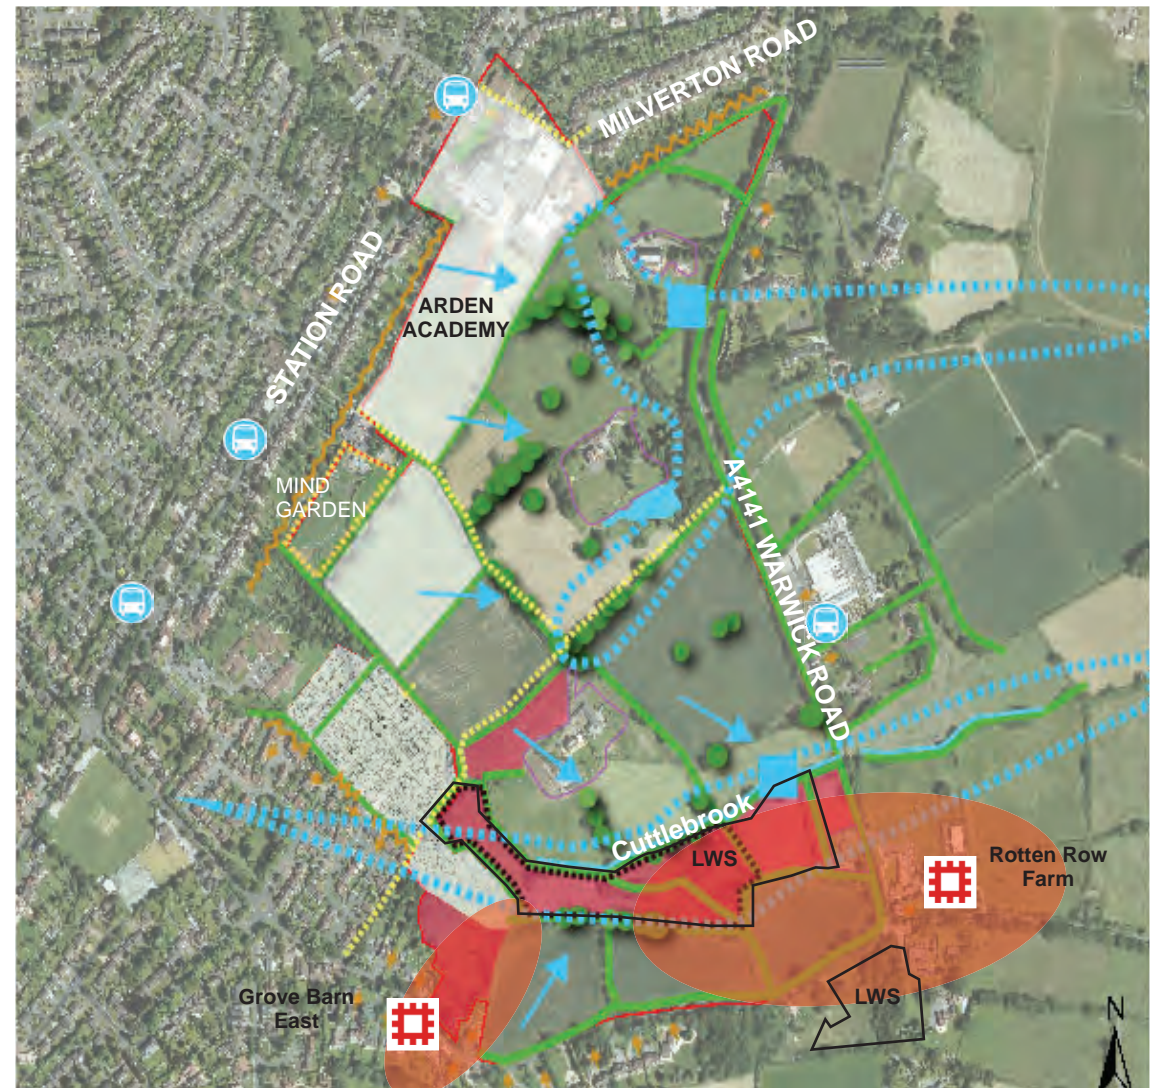 MILVERTON ROAD
STATION ROAD
ARDEN
ACADEMY
MIND
GARDEN
A4141 WARWICK ROAD
Cuttlebrook
LWS
Rotten Row
Farm
Grove Barn
East
LWS
N